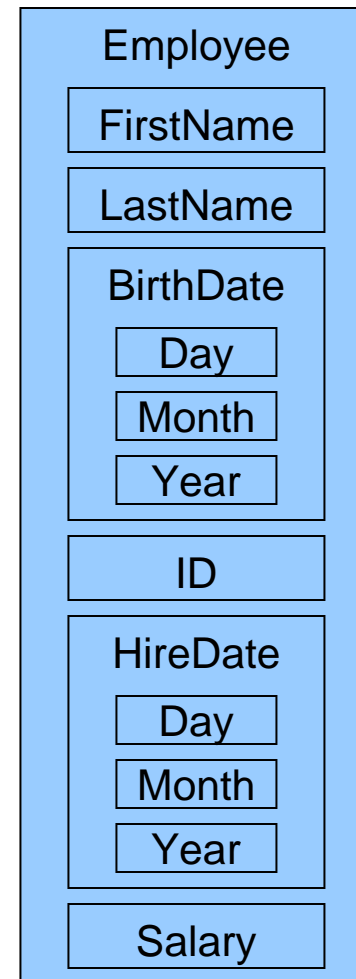 Employee
FirstName
LastName
BirthDate
Day
Month
Year
ID
HireDate
Day
Month
Year
Salary